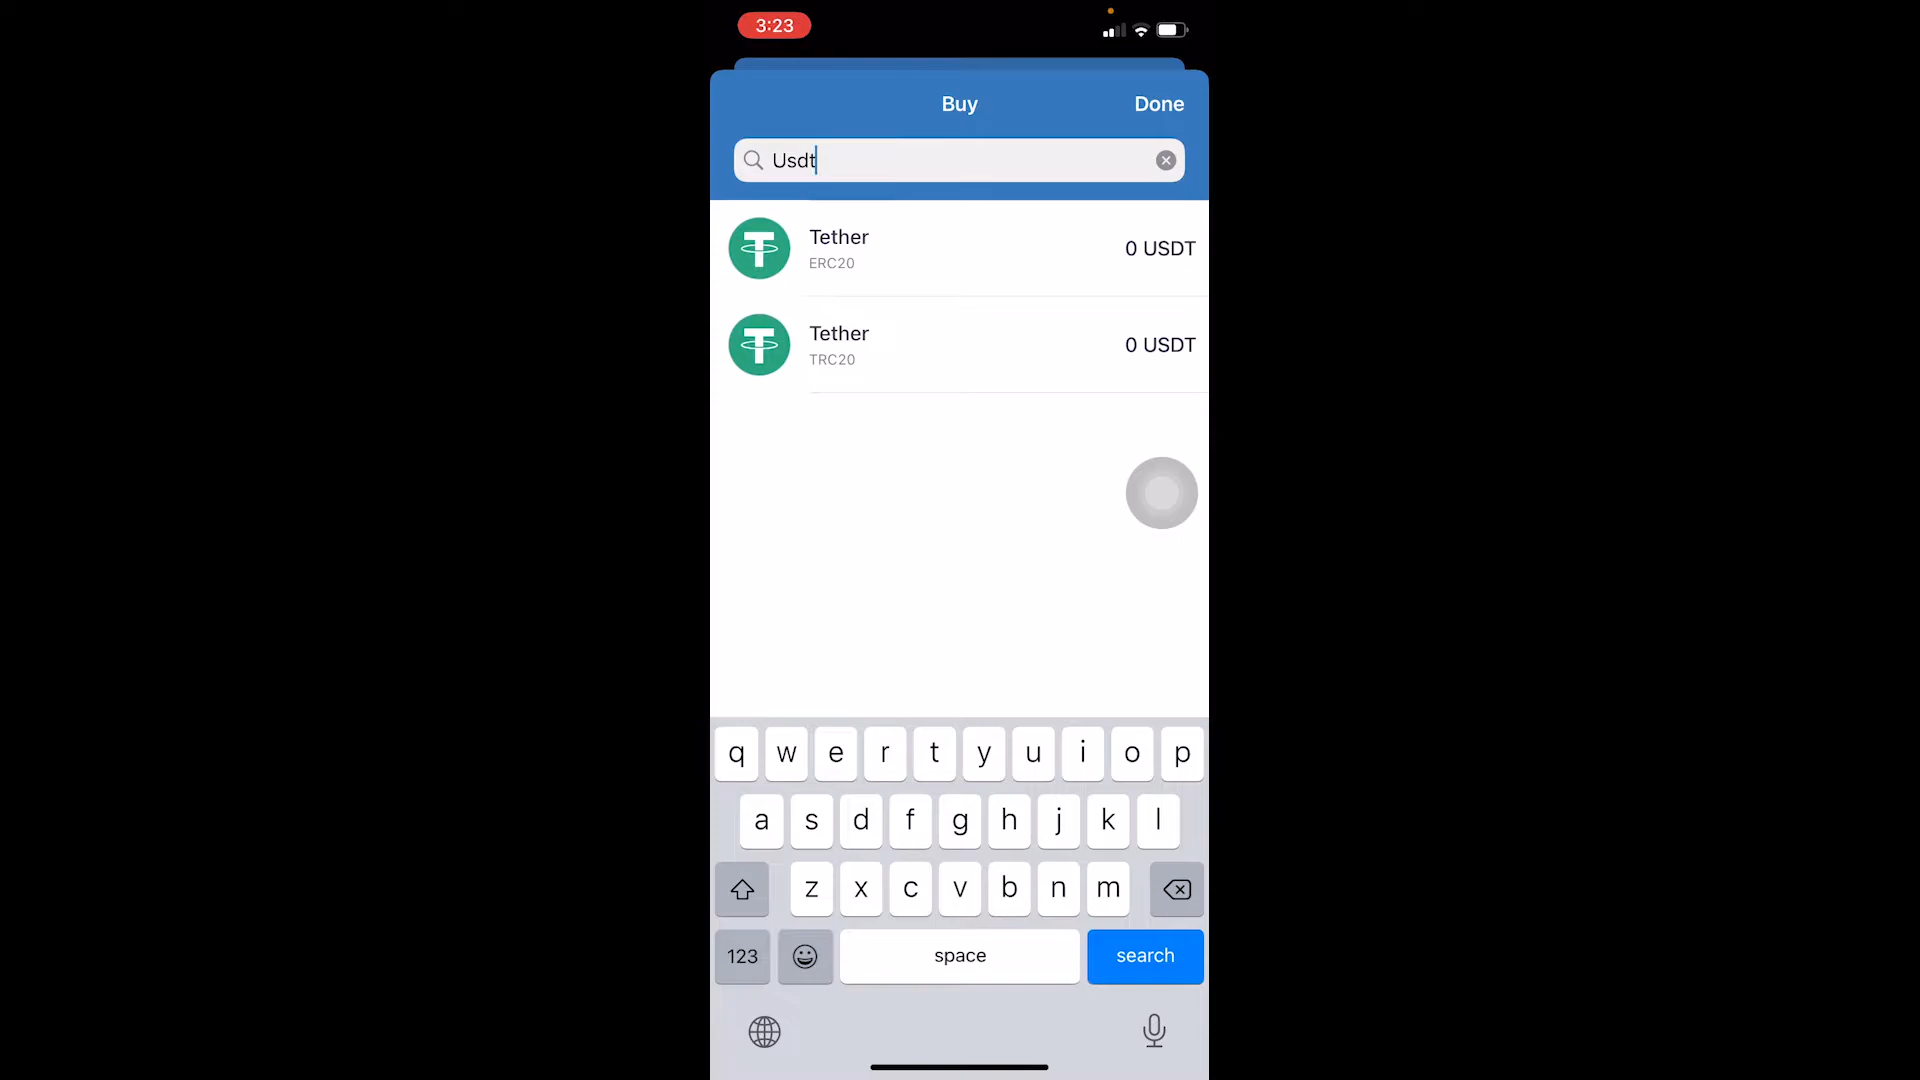 3:23
Buy
Done
Usdt
Tether
ERC20
0 USDT
Tether
TRC20
0 USDT
q w e r t y u i o p
a s d f g h j k l
z x c v b n m
123
space
search